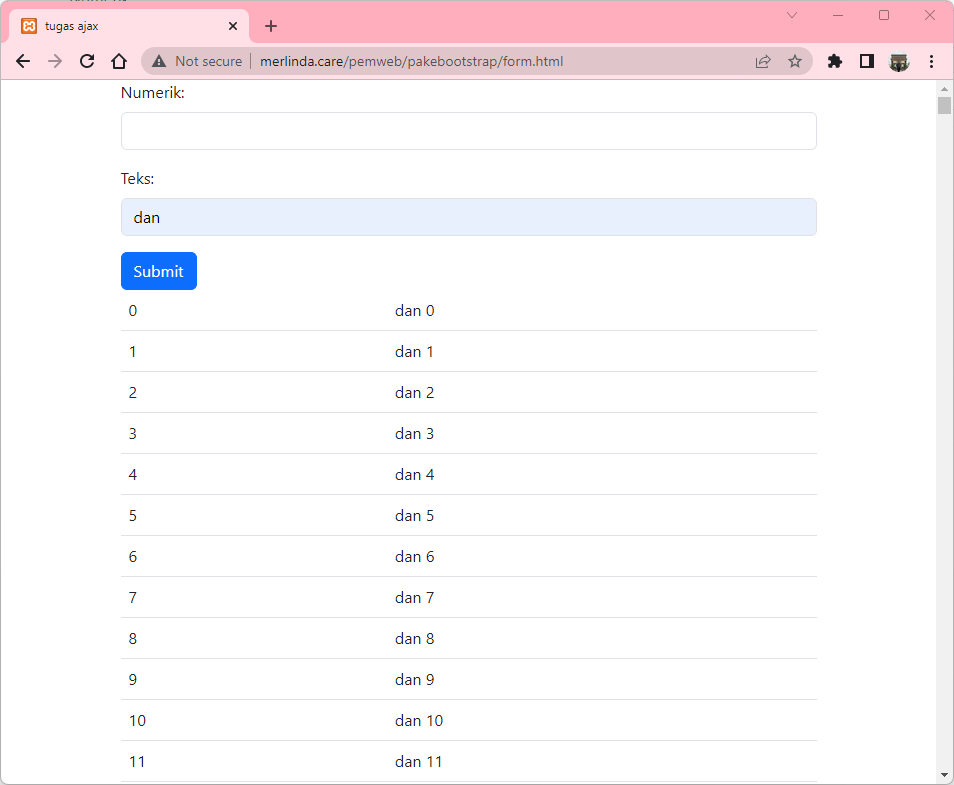 tugas ajax
Not secure merlinda.care/pemweb/pakebootstrap/form.html
Numerik:
Teks:
dan
Submit
0 dan 0
1 dan 1
2 dan 2
3 dan 3
4 dan 4
5 dan 5
6 dan 6
7 dan 7
8 dan 8
9 dan 9
10 dan 10
11 dan 11